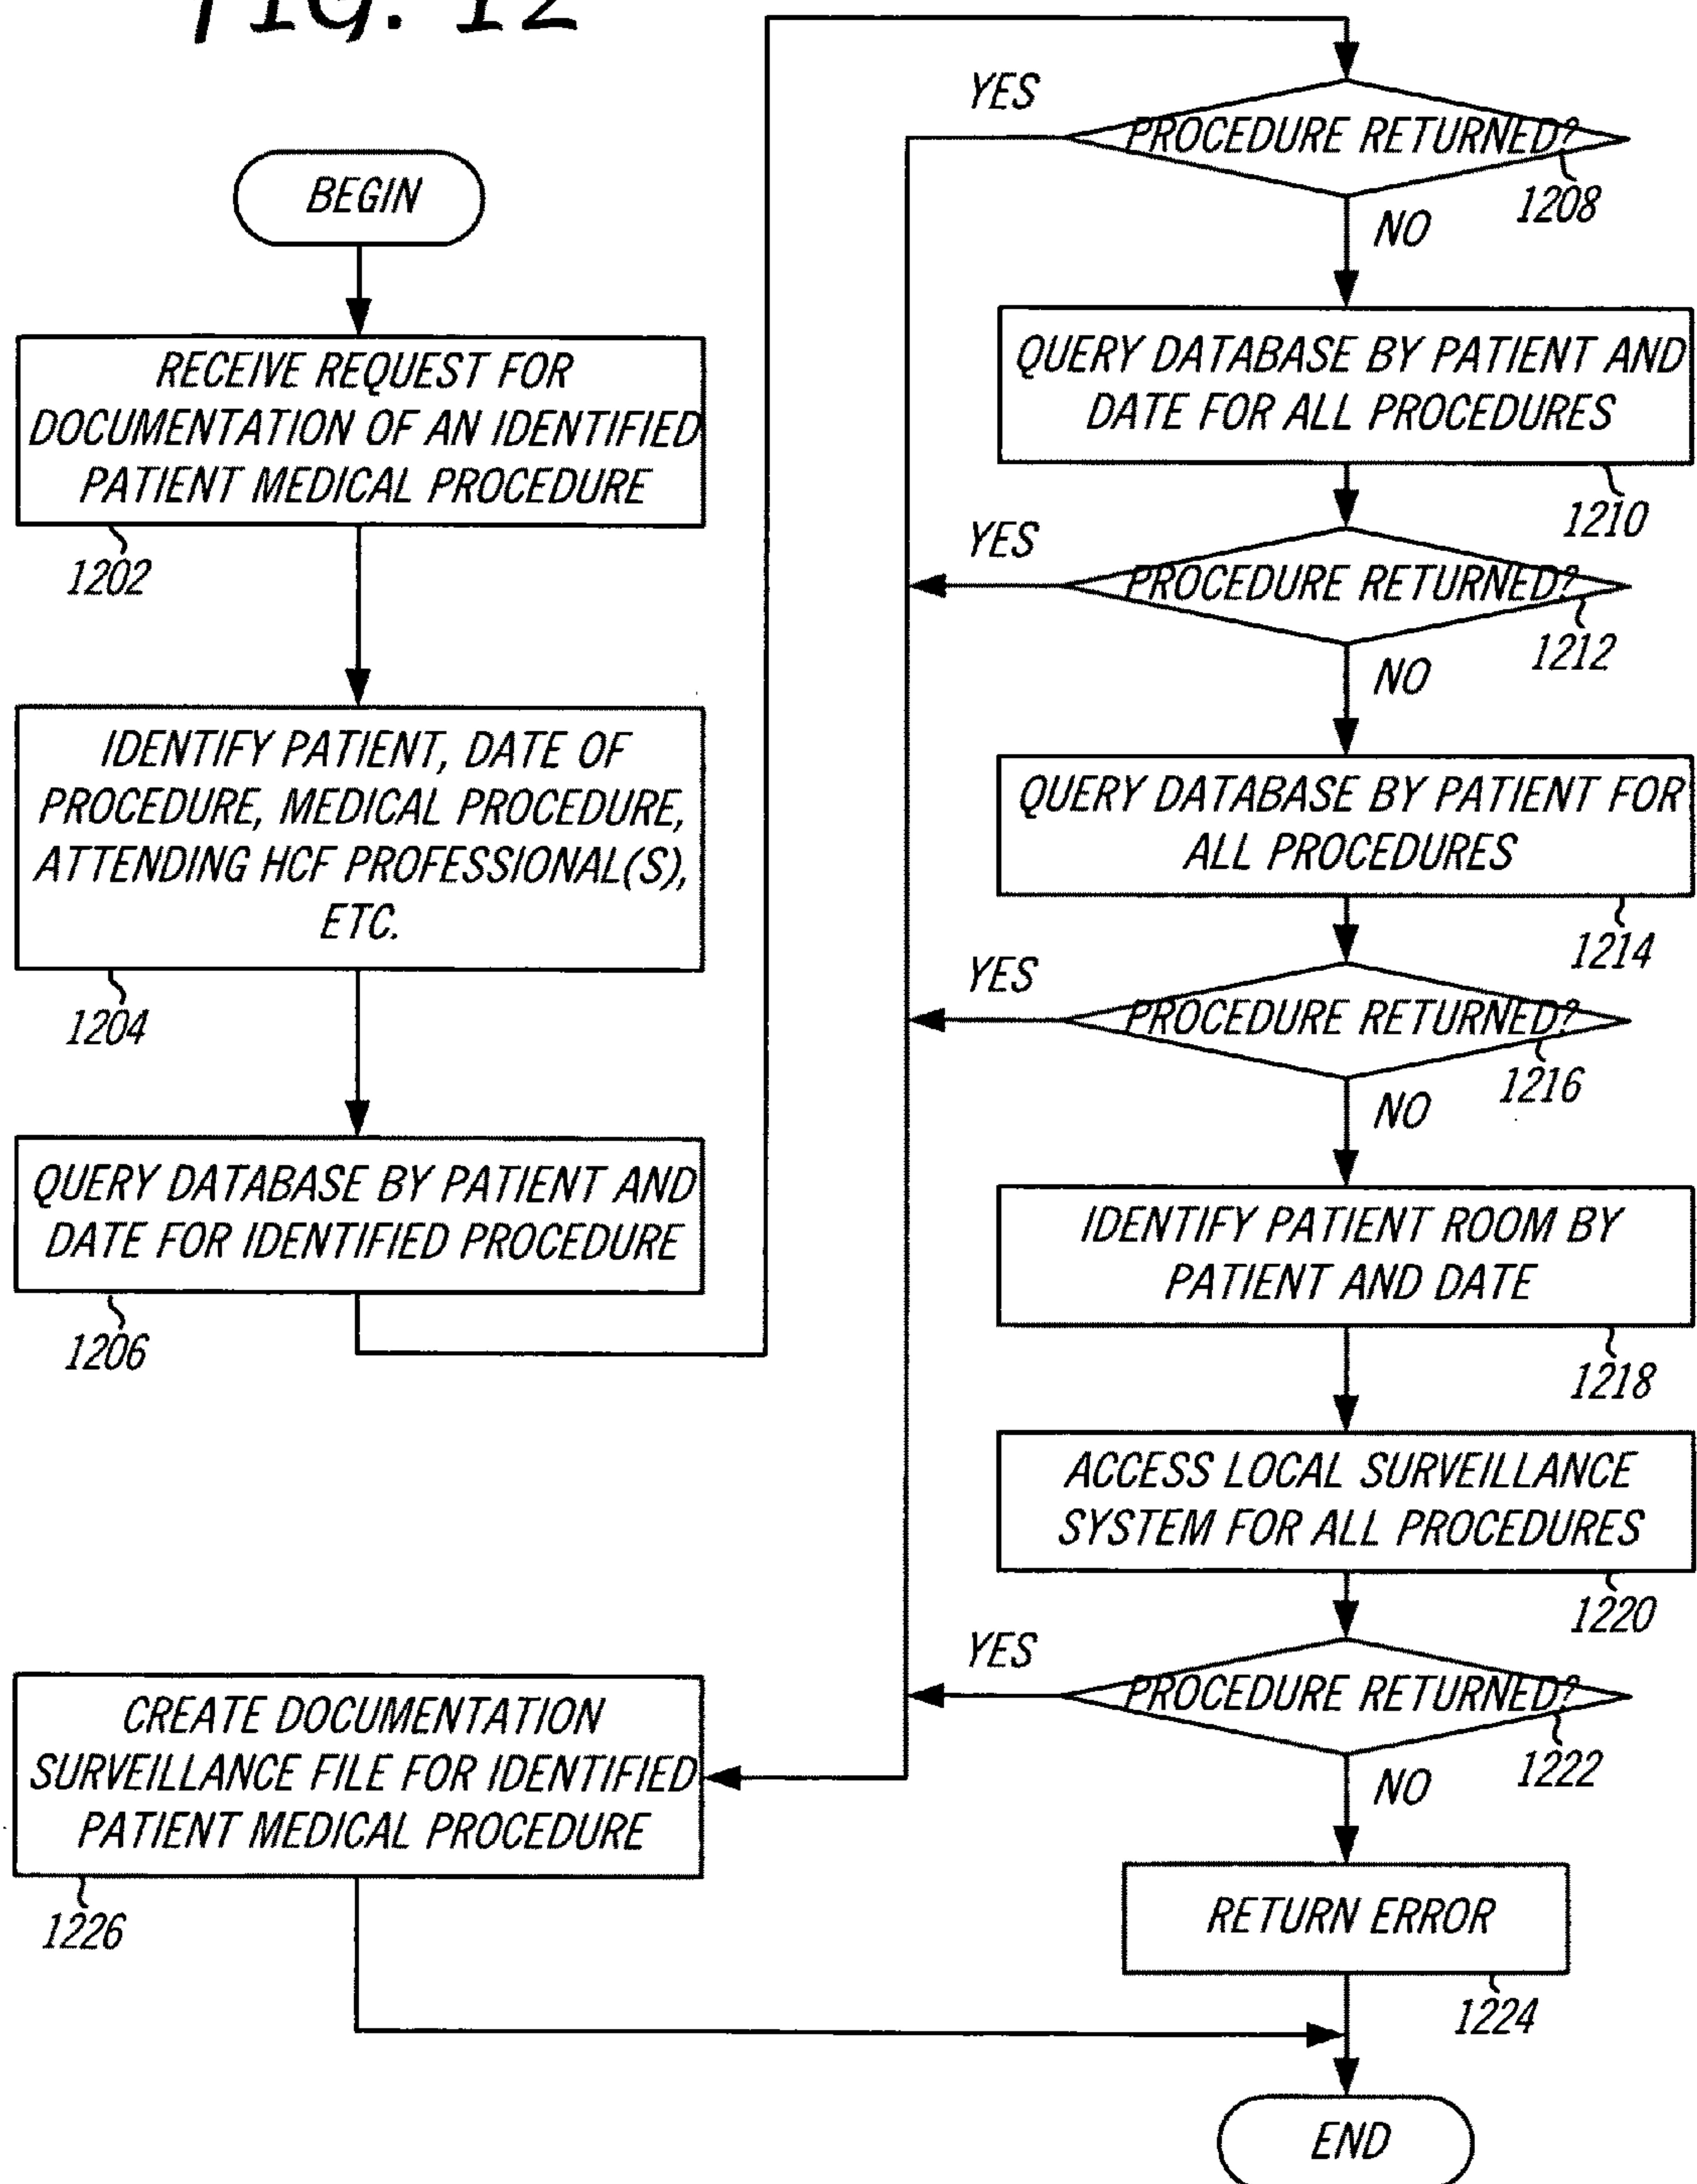 FIG. 12
BEGIN
RECEIVE REQUEST FOR
DOCUMENTATION OF AN IDENTIFIED
PATIENT MEDICAL PROCEDURE
1202
IDENTIFY PATIENT, DATE OF
PROCEDURE, MEDICAL PROCEDURE,
ATTENDING HCF PROFESSIONAL(S),
ETC.
1204
QUERY DATABASE BY PATIENT AND
DATE FOR IDENTIFIED PROCEDURE
1206
PROCEDURE RETURNED?
1208
YES
NO
QUERY DATABASE BY PATIENT AND
DATE FOR ALL PROCEDURES
1210
PROCEDURE RETURNED?
1212
YES
NO
QUERY DATABASE BY PATIENT FOR
ALL PROCEDURES
1214
PROCEDURE RETURNED?
1216
YES
NO
IDENTIFY PATIENT ROOM BY
PATIENT AND DATE
1218
ACCESS LOCAL SURVEILLANCE
SYSTEM FOR ALL PROCEDURES
1220
PROCEDURE RETURNED?
1222
YES
NO
RETURN ERROR
1224
CREATE DOCUMENTATION
SURVEILLANCE FILE FOR IDENTIFIED
PATIENT MEDICAL PROCEDURE
1226
END